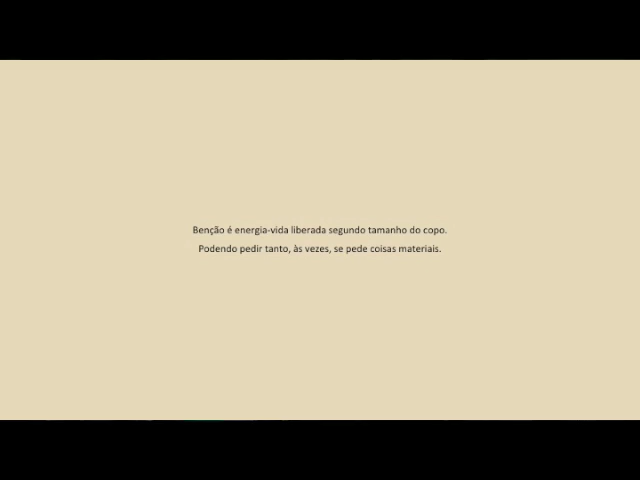 Benção é energia-vida liberada segundo tamanho do copo.
Podendo pedir tanto, às vezes, se pede coisas materiais.